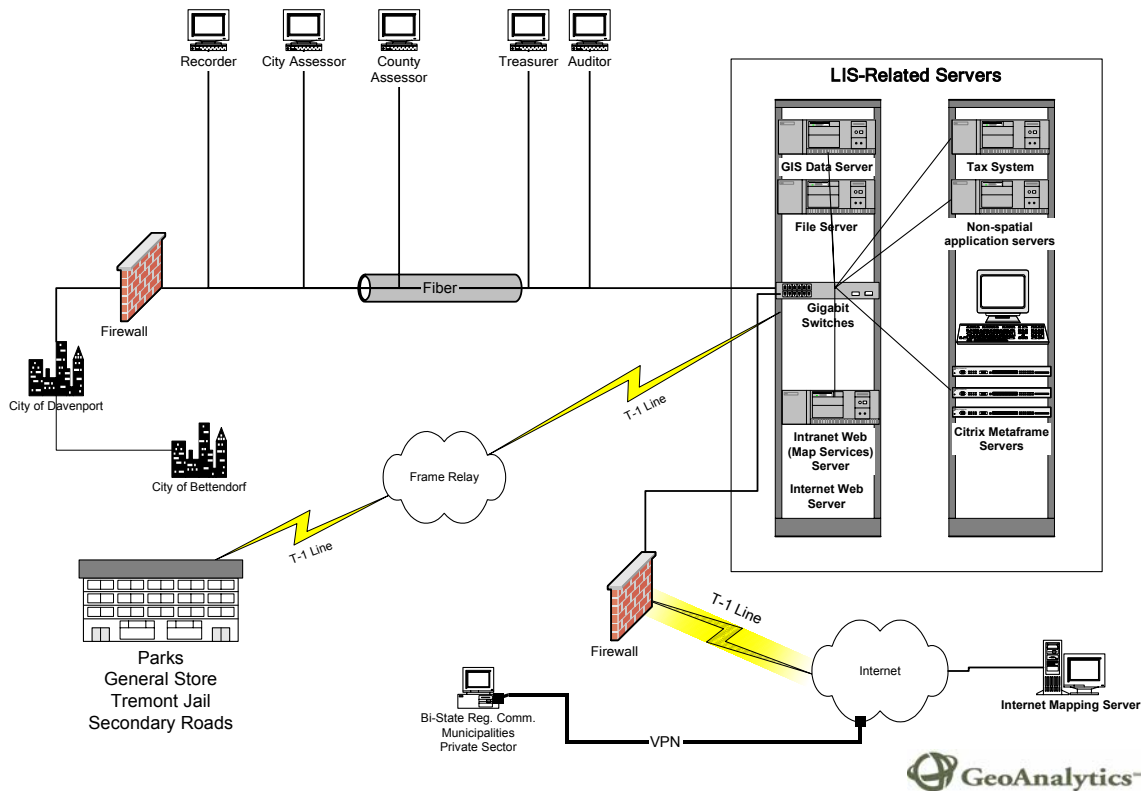 Recorder
City Assessor
County
Assessor
Treasurer
Auditor
LIS-Related Servers
GIS Data Server
Tax System
File Server
Non-spatial
application servers
Fiber
Firewall
Gigabit
Switches
City of Davenport
T-1 Line
Citrix Metaframe
Servers
Intranet Web
(Map Services)
Server
Internet Web
Server
City of Bettendorf
Frame Relay
T-1 Line
T-1 Line
Firewall
Parks
General Store
Tremont Jail
Secondary Roads
Internet
Internet Mapping Server
Bi-State Reg. Comm.
Municipalities
Private Sector
VPN
GeoAnalytics